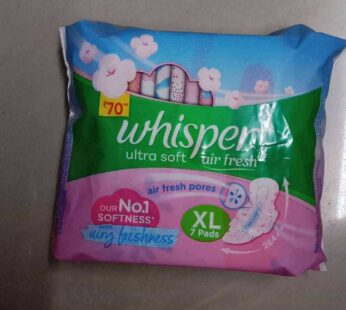 ₹70
whisper
ultra soft air fresh
air fresh pores
OUR No.1
SOFTNESS*
with
airy freshness
XL
7 Pads